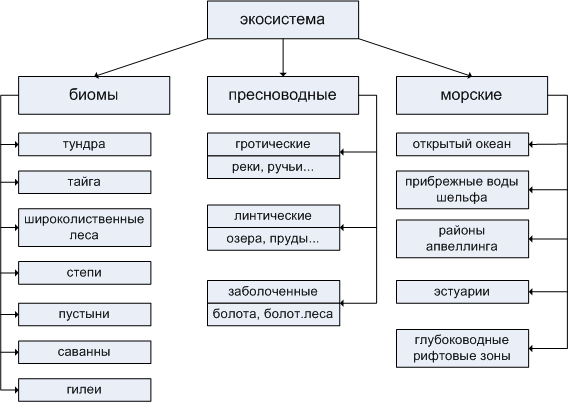 экосистема
биомы
пресноводные
морские
тундра
тайга
широколиственные
леса
степи
пустыни
саванны
гилеи
гротические
реки, ручьи...
линтические
озера, пруды...
заболоченные
болота, болот.леса
открытый океан
прибрежные воды
шельфа
районы
апвеллинга
эстуарии
глубоководные
рифтовые зоны